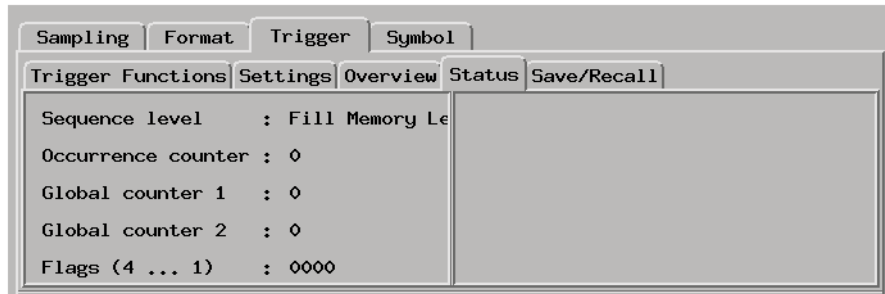 Sampling Format Trigger Symbol
Trigger Functions Settings Overview Status Save/Recall
Sequence level : Fill Memory Le
Occurrence counter : 0
Global counter 1 : 0
Global counter 2 : 0
Flags (4 ... 1) : 0000